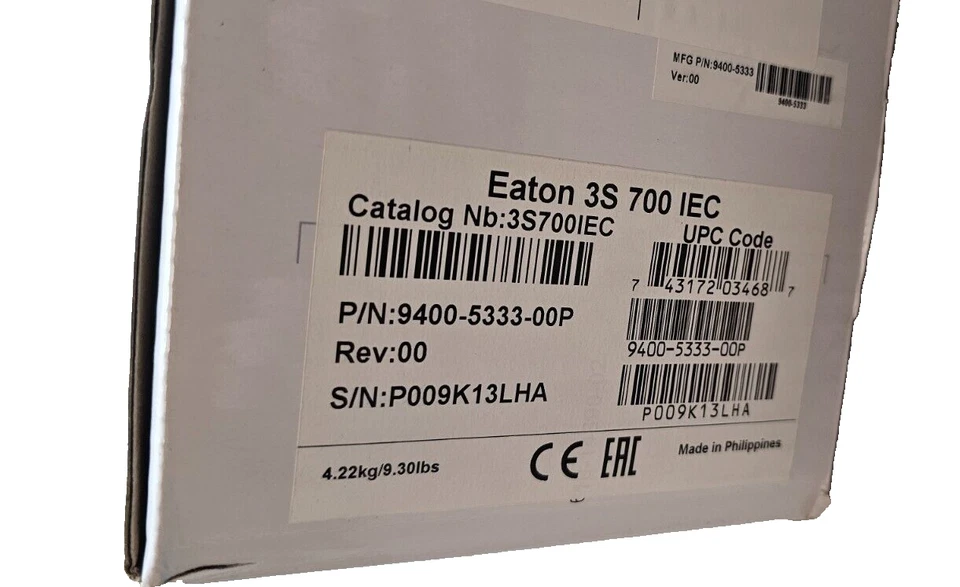 MFG P/N:9400-5333
Ver:00
9400-5333
Eaton 3S 700 IEC
Catalog Nb:3S700IEC
UPC Code
7 43172 03468 7
P/N:9400-5333-00P
9400-5333-00P
Rev:00
S/N:P009K13LHA
P009K13LHA
4.22kg/9.30lbs
CE EAC
Made in Philippines